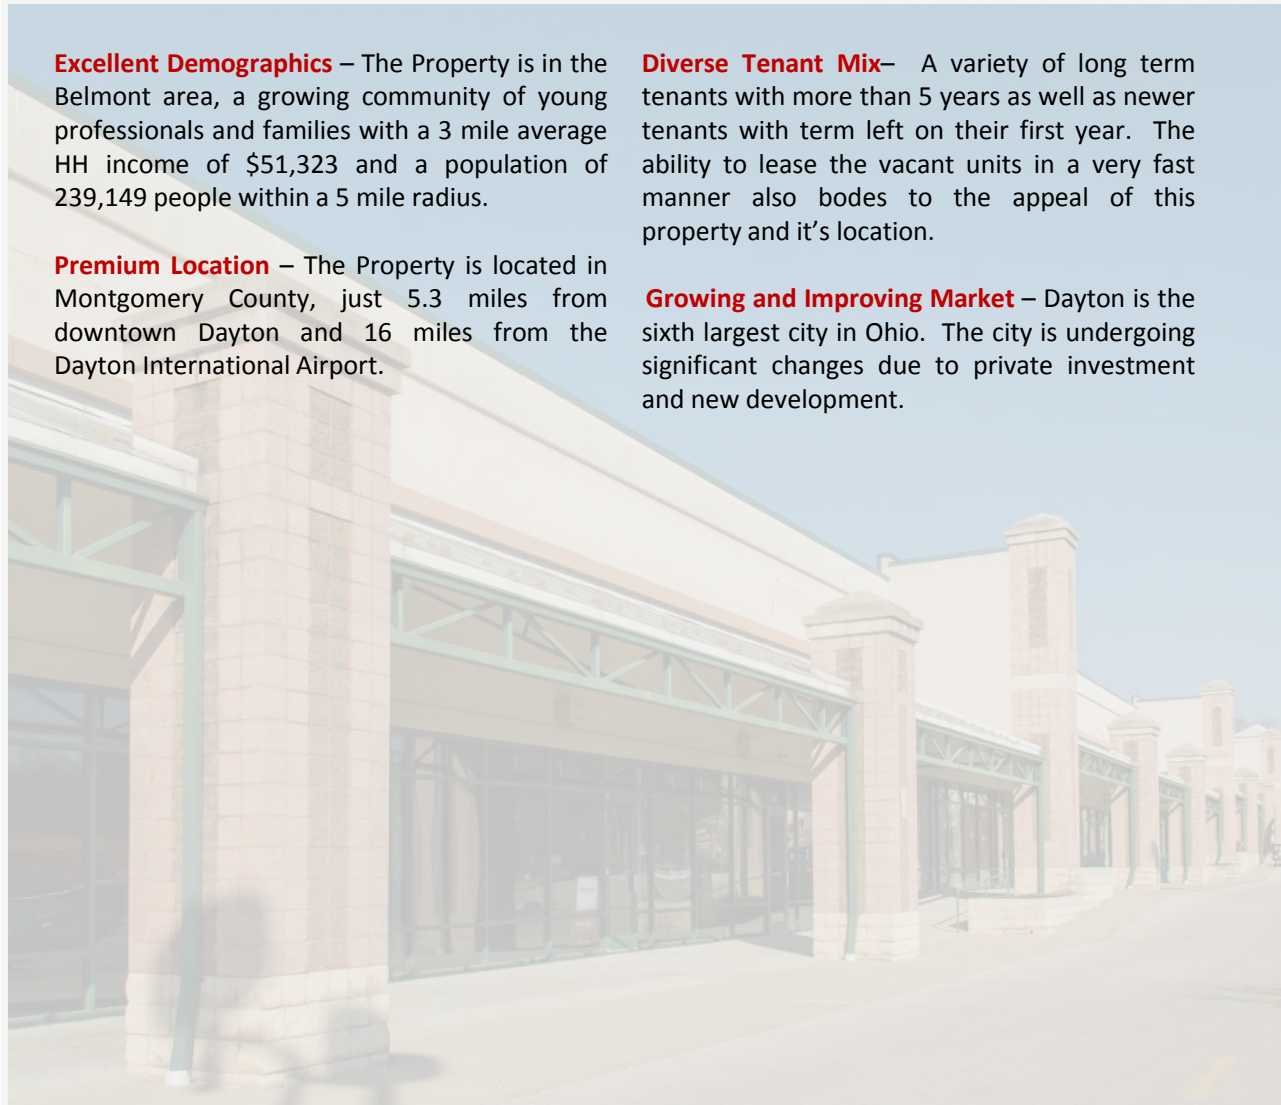 Excellent Demographics – The Property is in the
Belmont area, a growing community of young
professionals and families with a 3 mile average
HH income of $51,323 and a population of
239,149 people within a 5 mile radius.
Premium Location – The Property is located in
Montgomery County, just 5.3 miles from
downtown Dayton and 16 miles from the
Dayton International Airport.
Diverse Tenant Mix– A variety of long term
tenants with more than 5 years as well as newer
tenants with term left on their first year. The
ability to lease the vacant units in a very fast
manner also bodes to the appeal of this
property and it’s location.
Growing and Improving Market – Dayton is the
sixth largest city in Ohio. The city is undergoing
significant changes due to private investment
and new development.